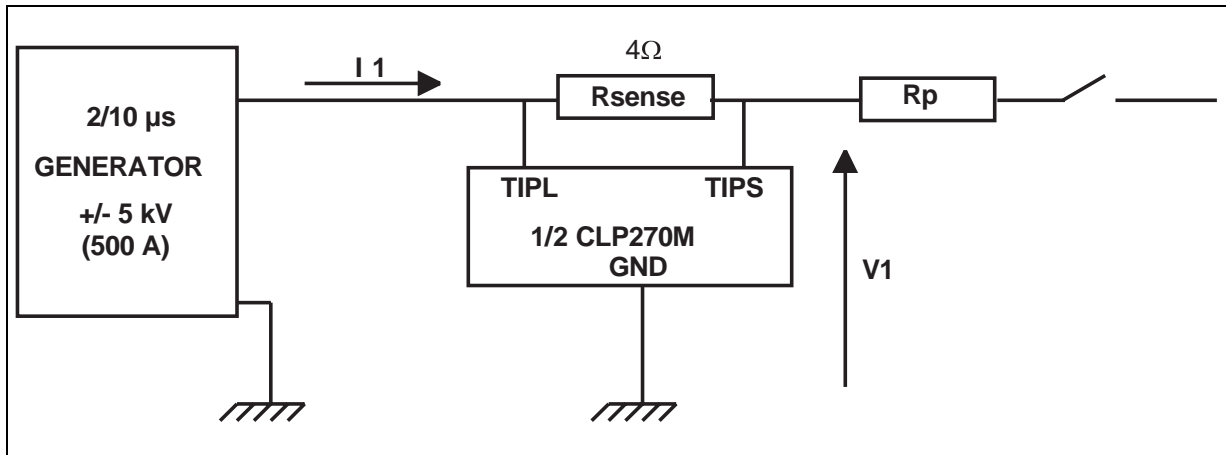 2/10 µs
GENERATOR
+/- 5 kV
(500 A)
I 1
4Ω
Rsense
Rp
TIPL TIPS
1/2 CLP270M
GND
V1